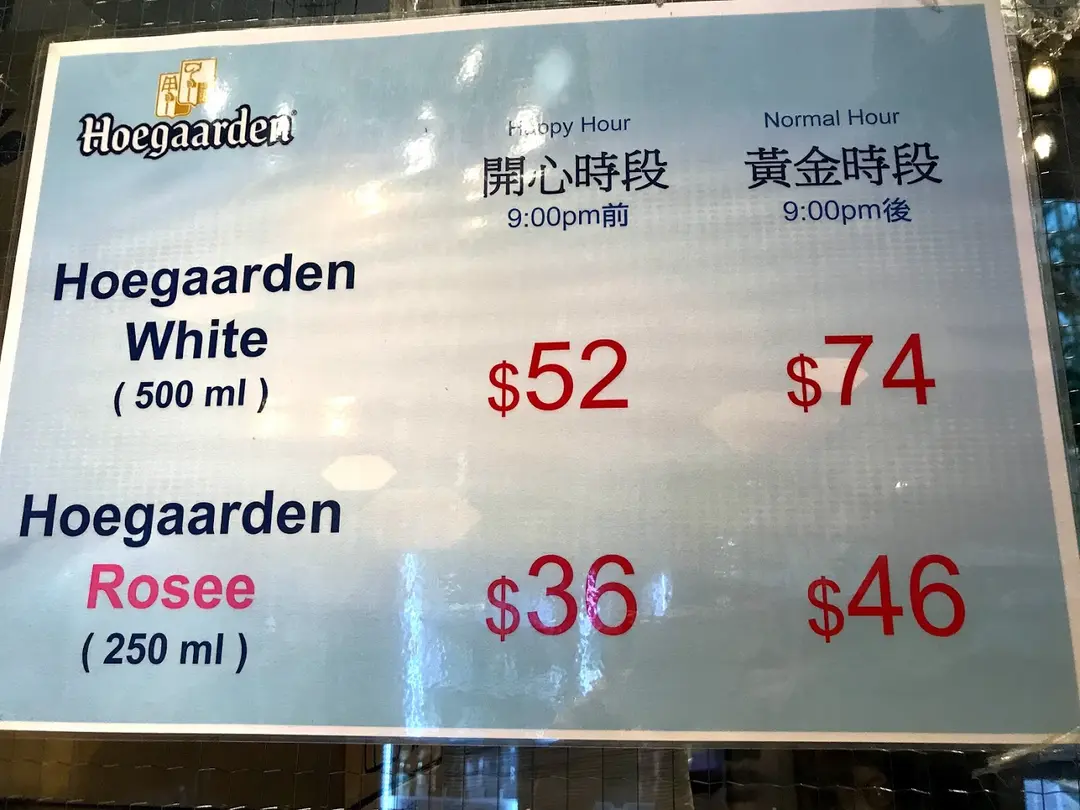 Hoegaarden
Happy Hour
Normal Hour
開心時段
黃金時段
9:00pm前
9:00pm後
Hoegaarden
White
( 500 ml )
$52
$74
Hoegaarden
Rosee
( 250 ml )
$36
$46